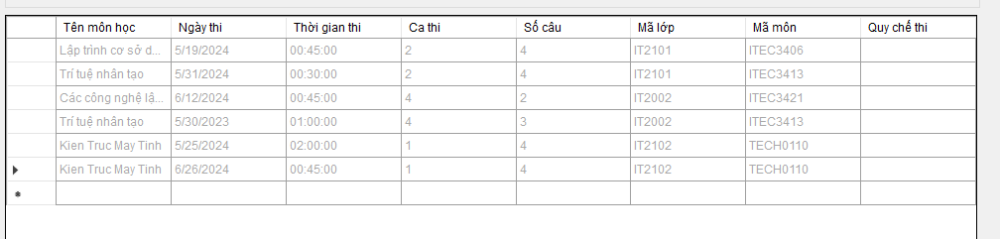 Tên môn học Ngày thi Thời gian thi Ca thi Số câu Mã lớp Mã môn Quy chế thi
Lập trình cơ sở d... 5/19/2024 00:45:00 2 4 IT2101 ITEC3406
Trí tuệ nhân tạo 5/31/2024 00:30:00 2 4 IT2101 ITEC3413
Các công nghệ lậ... 6/12/2024 00:45:00 4 2 IT2002 ITEC3421
Trí tuệ nhân tạo 5/30/2023 01:00:00 4 3 IT2002 ITEC3413
Kien Truc May Tinh 5/25/2024 02:00:00 1 4 IT2102 TECH0110
Kien Truc May Tinh 6/26/2024 00:45:00 1 4 IT2102 TECH0110